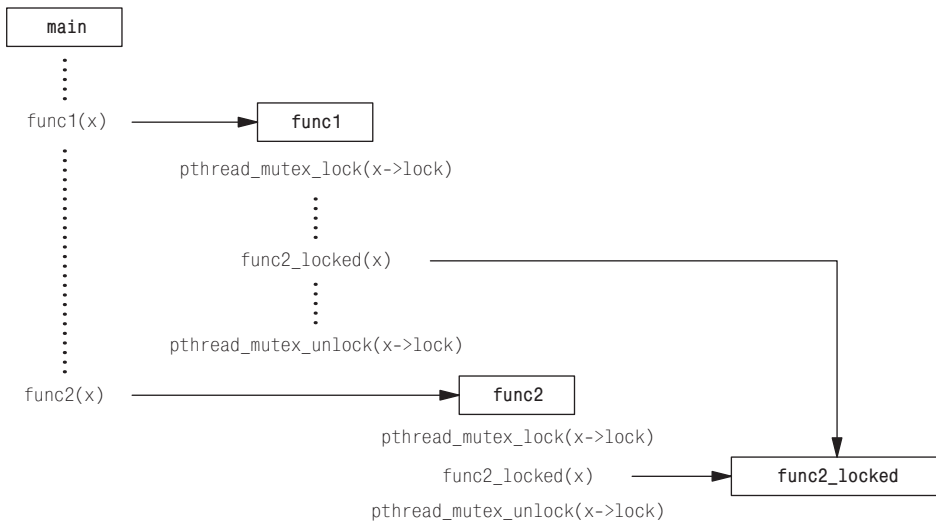 main
func1(x)
func1
pthread_mutex_lock(x->lock)
func2_locked(x)
pthread_mutex_unlock(x->lock)
func2(x)
func2
pthread_mutex_lock(x->lock)
func2_locked(x)
func2_locked
pthread_mutex_unlock(x->lock)